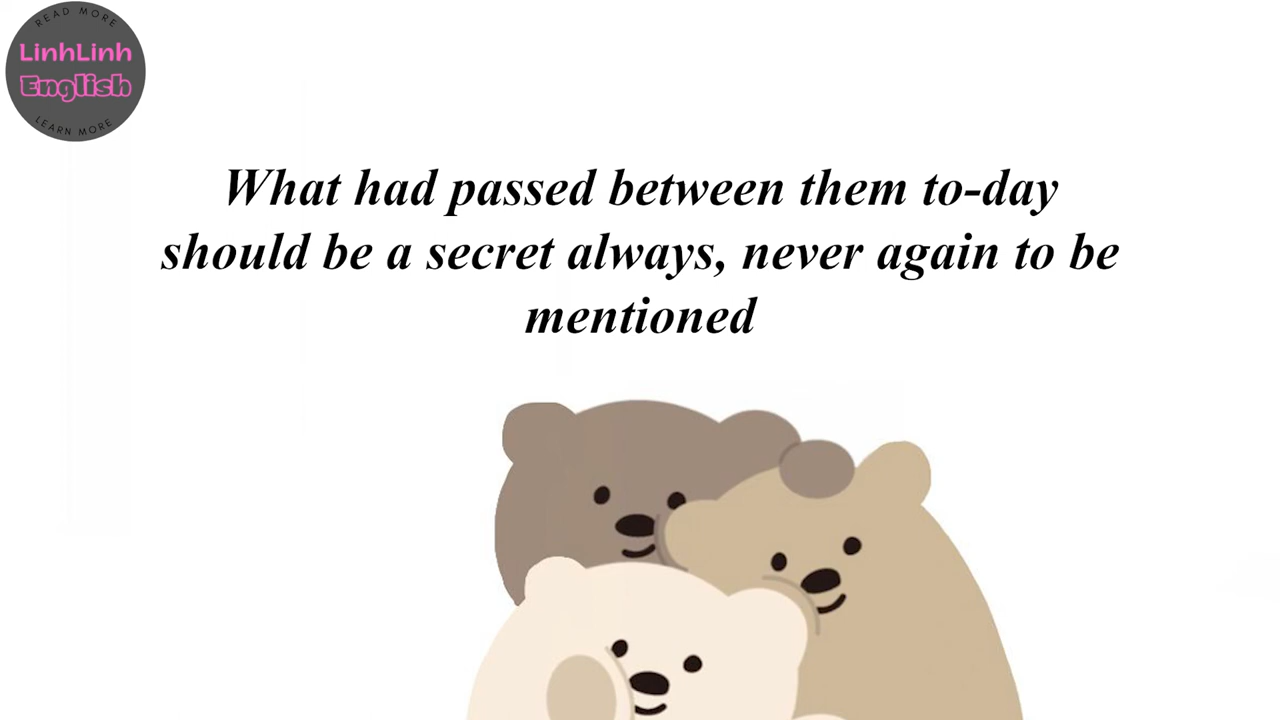 READ MORE
LinhLinh
English
LEARN MORE
What had passed between them to-day
should be a secret always, never again to be
mentioned